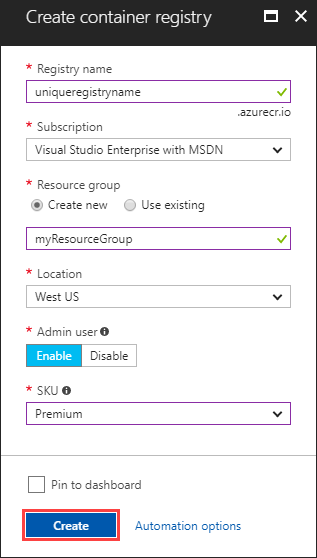 Create container registry
* Registry name
uniqueregistryname
.azurecr.io
* Subscription
Visual Studio Enterprise with MSDN
* Resource group
Create new Use existing
myResourceGroup
* Location
West US
* Admin user
Enable Disable
* SKU
Premium
Pin to dashboard
Create Automation options